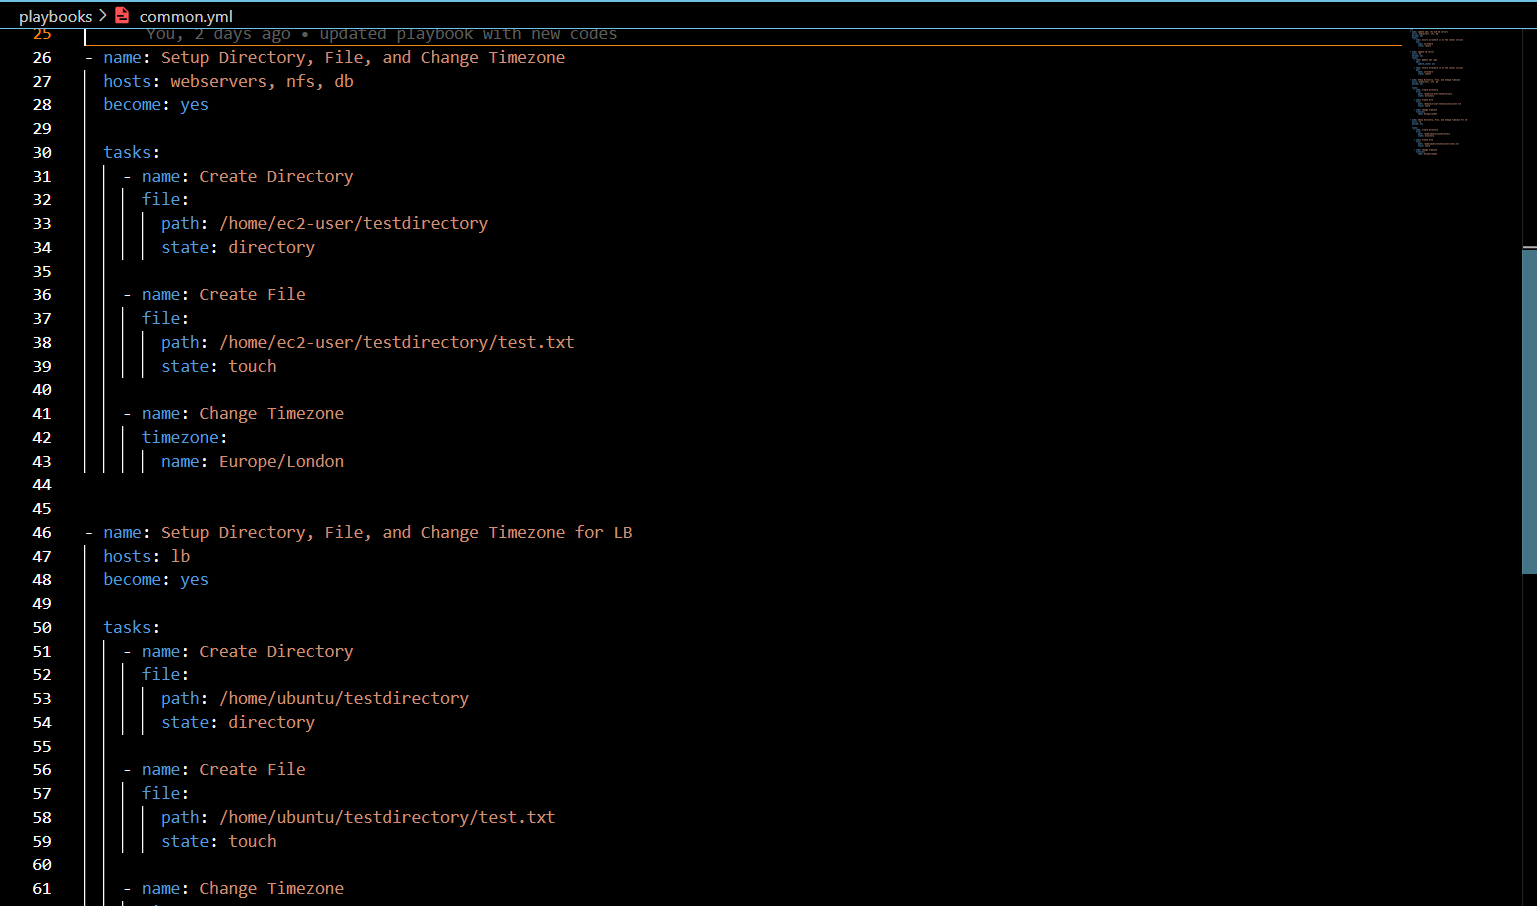 playbooks > common.yml
25 You, 2 days ago • updated playbook with new codes
26 - name: Setup Directory, File, and Change Timezone
27   hosts: webservers, nfs, db
28   become: yes
29
30   tasks:
31     - name: Create Directory
32       file:
33         path: /home/ec2-user/testdirectory
34         state: directory
35
36     - name: Create File
37       file:
38         path: /home/ec2-user/testdirectory/test.txt
39         state: touch
40
41     - name: Change Timezone
42       timezone:
43         name: Europe/London
44
45
46 - name: Setup Directory, File, and Change Timezone for LB
47   hosts: lb
48   become: yes
49
50   tasks:
51     - name: Create Directory
52       file:
53         path: /home/ubuntu/testdirectory
54         state: directory
55
56     - name: Create File
57       file:
58         path: /home/ubuntu/testdirectory/test.txt
59         state: touch
60
61     - name: Change Timezone